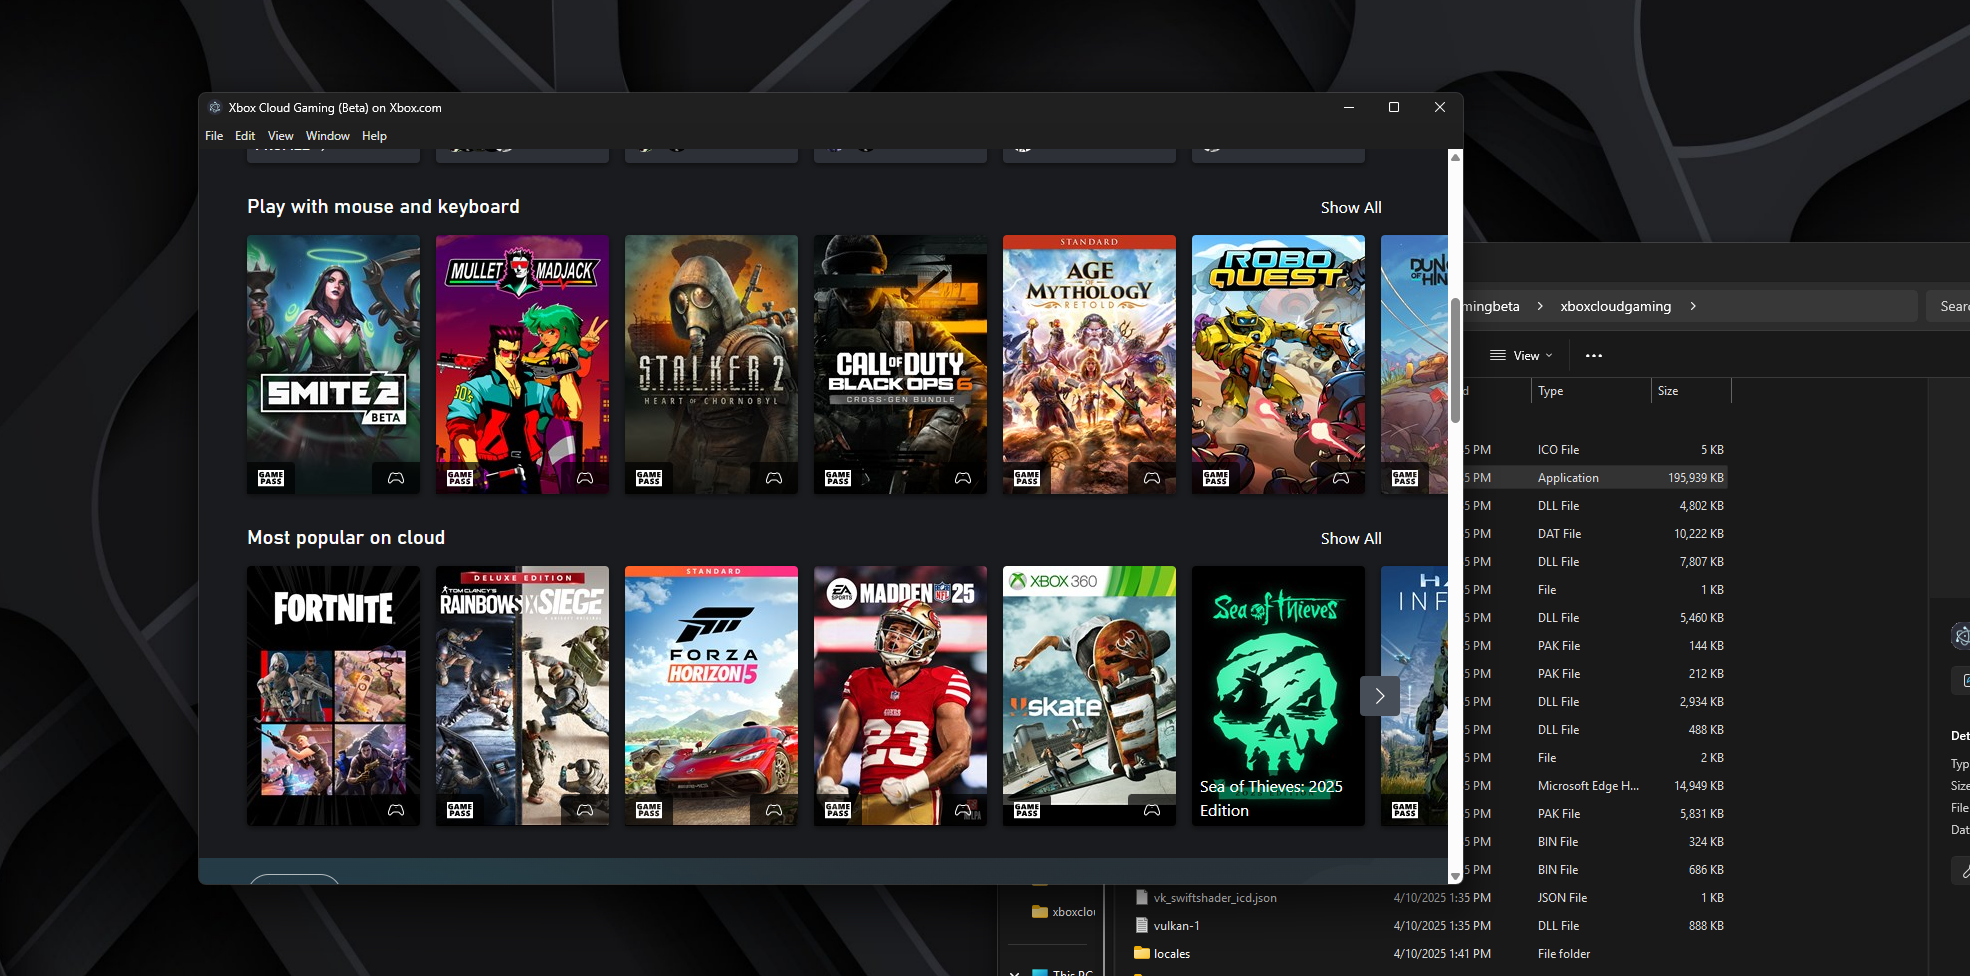 Xbox Cloud Gaming (Beta) on Xbox.com
File Edit View Window Help
Play with mouse and keyboard
Show All
SMITE 2
BETA
GAME PASS
MULLET MADJACK
90's
GAME PASS
S.T.A.L.K.E.R. 2
HEART OF CHORNOBYL
GAME PASS
CALL OF DUTY
BLACK OPS 6
CROSS-GEN BUNDLE
GAME PASS
STANDARD
AGE OF
MYTHOLOGY
RETOLD
GAME PASS
ROBO
QUEST
GAME PASS
GAME PASS
Most popular on cloud
Show All
FORTNITE
DELUXE EDITION
TOM CLANCY'S
RAINBOW SIX SIEGE
GAME PASS
STANDARD
FORZA
HORIZON 5
GAME PASS
EA SPORTS MADDEN NFL 25
49ERS
23
GAME PASS
XBOX 360
skate
3
GAME PASS
Sea of Thieves
Sea of Thieves: 2025
Edition
INF
GAME PASS
mingbeta > xboxcloudgaming >
Sear
View
Type Size
5 PM ICO File 5 KB
5 PM Application 195,939 KB
5 PM DLL File 4,802 KB
5 PM DAT File 10,222 KB
5 PM DLL File 7,807 KB
5 PM File 1 KB
5 PM DLL File 5,460 KB
5 PM PAK File 144 KB
5 PM PAK File 212 KB
5 PM DLL File 2,934 KB
5 PM DLL File 488 KB
5 PM File 2 KB
5 PM Microsoft Edge H... 14,949 KB
5 PM PAK File 5,831 KB
5 PM BIN File 324 KB
5 PM BIN File 686 KB
vk_swiftshader_icd.json 4/10/2025 1:35 PM JSON File 1 KB
vulkan-1 4/10/2025 1:35 PM DLL File 888 KB
locales 4/10/2025 1:41 PM File folder
xboxclou
This PC
Det
Typ
Size
File
Dat